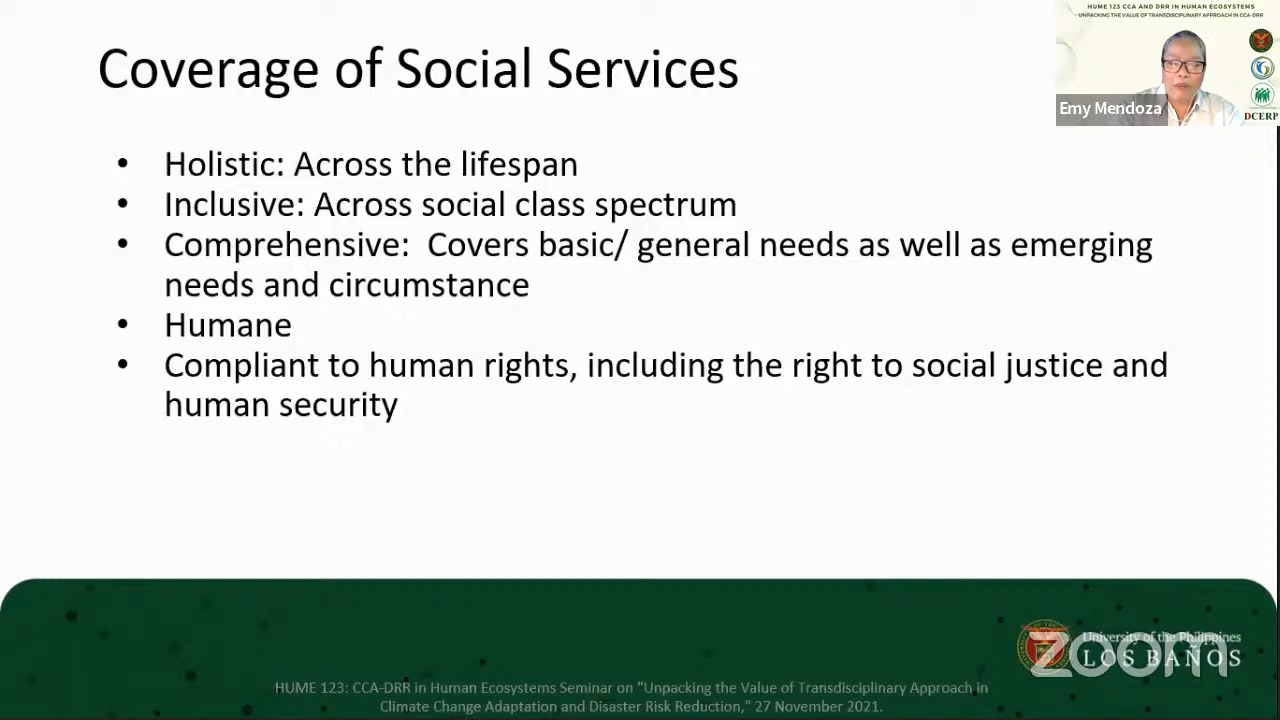 Coverage of Social Services
HUME 123 CCA AND DRR IN HUMAN ECOSYSTEMS
UNPACKING THE VALUE OF TRANSDISCIPLINARY APPROACH IN CCA-DRR
Emy Mendoza
DCERP
• Holistic: Across the lifespan
• Inclusive: Across social class spectrum
• Comprehensive: Covers basic/ general needs as well as emerging
needs and circumstance
• Humane
• Compliant to human rights, including the right to social justice and
human security
University of the Philippines
LOS BAÑOS
zoom
HUME 123: CCA-DRR in Human Ecosystems Seminar on "Unpacking the Value of Transdisciplinary Approach in
Climate Change Adaptation and Disaster Risk Reduction," 27 November 2021.